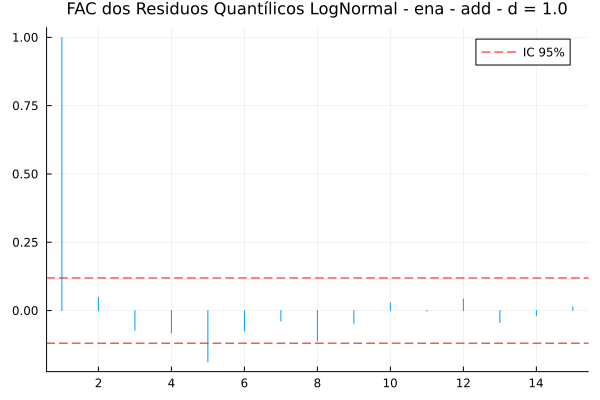 FAC dos Residuos Quantílicos LogNormal - ena - add - d = 1.0
IC 95%
1.00
0.75
0.50
0.25
0.00
2 4 6 8 10 12 14